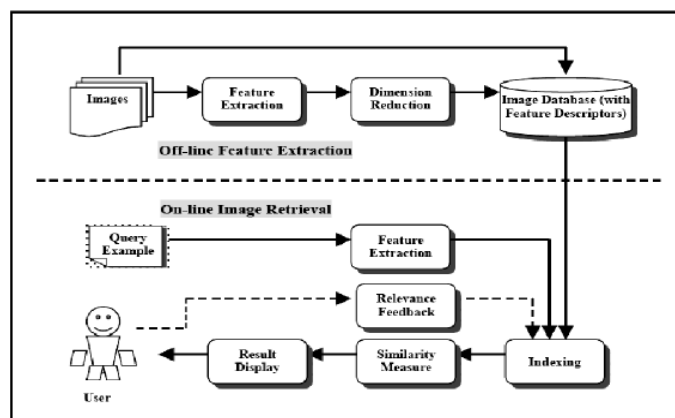 Images
Feature
Extraction
Dimension
Reduction
Image Database (with
Feature Descriptors)
Off-line Feature Extraction
On-line Image Retrieval
Query
Example
Feature
Extraction
Relevance
Feedback
Result
Display
Similarity
Measure
Indexing
User